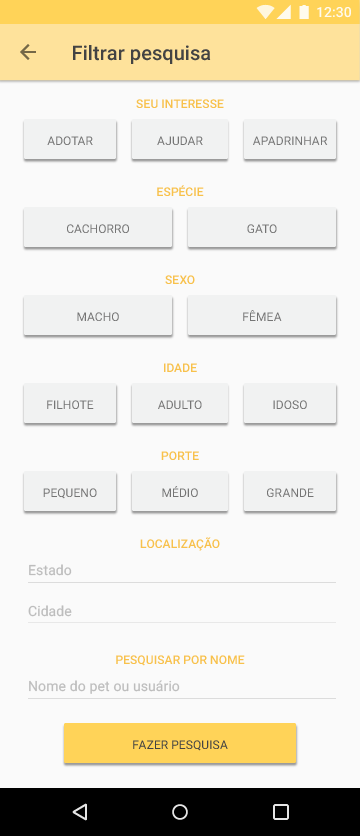 12:30
Filtrar pesquisa
SEU INTERESSE
ADOTAR AJUDAR APADRINHAR
ESPÉCIE
CACHORRO GATO
SEXO
MACHO FÊMEA
IDADE
FILHOTE ADULTO IDOSO
PORTE
PEQUENO MÉDIO GRANDE
LOCALIZAÇÃO
Estado
Cidade
PESQUISAR POR NOME
Nome do pet ou usuário
FAZER PESQUISA